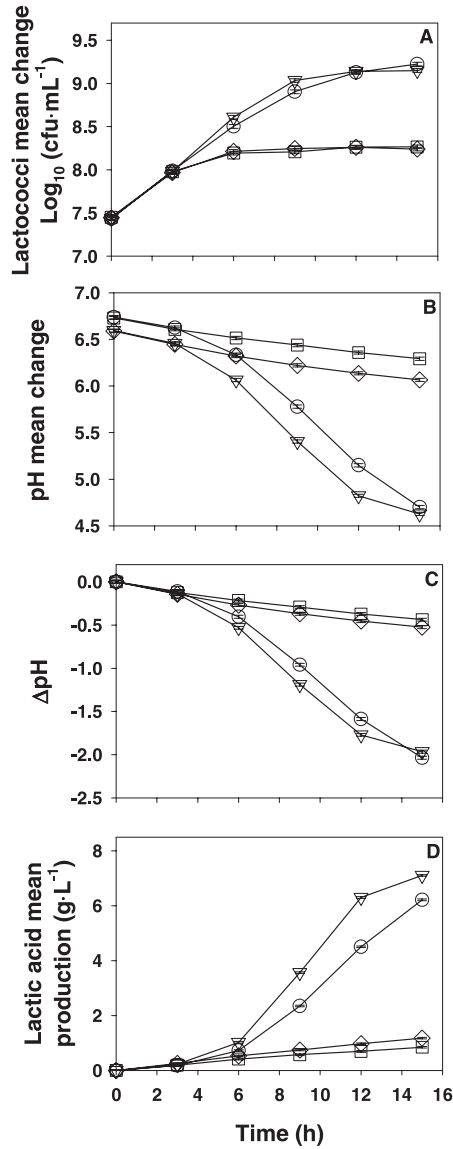 A
Lactococci mean change
Log10 (cfu·mL-1)
9.5
9.0
8.5
8.0
7.5
7.0
B
pH mean change
7.0
6.5
6.0
5.5
5.0
4.5
C
ΔpH
0.0
-0.5
-1.0
-1.5
-2.0
-2.5
D
Lactic acid mean
production (g·L-1)
8
6
4
2
0
0 2 4 6 8 10 12 14 16
Time (h)